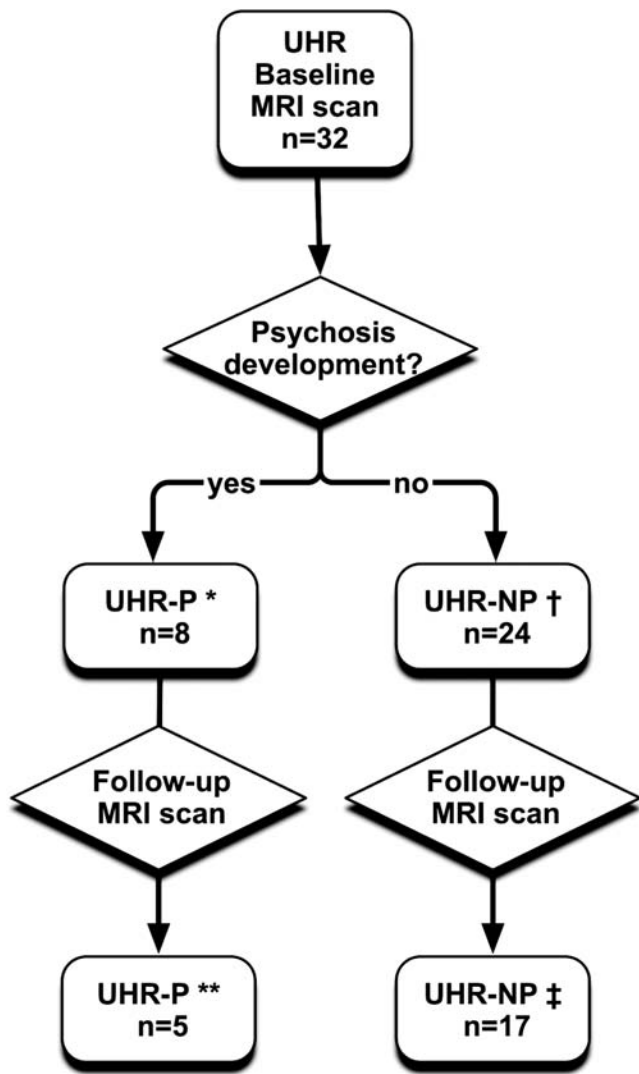 UHR
Baseline
MRI scan
n=32
Psychosis
development?
yes
no
UHR-P *
n=8
UHR-NP †
n=24
Follow-up
MRI scan
Follow-up
MRI scan
UHR-P **
n=5
UHR-NP ‡
n=17